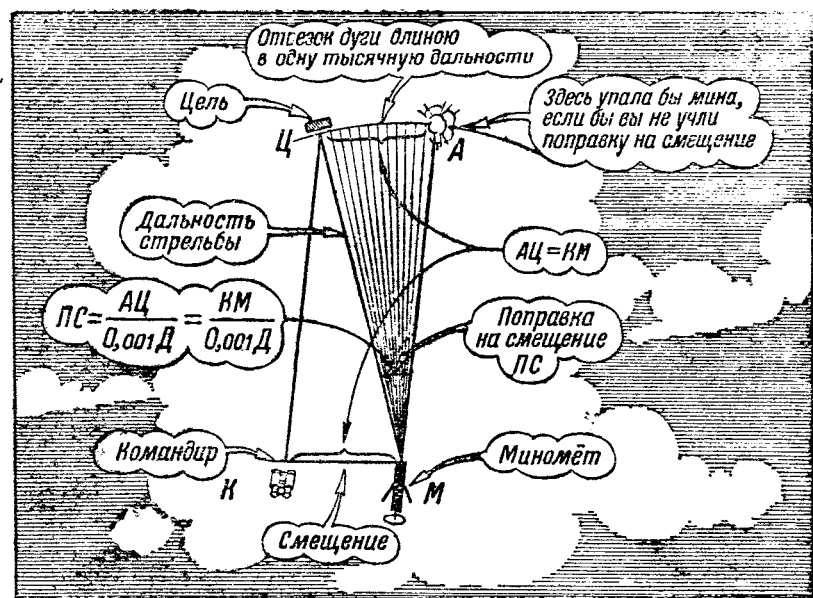 Отсезок дуги длиною
в одну тысячную дальности
Цель
Здесь упала бы мина,
если бы вы не учли
поправку на смещение
Ц
А
Дальность
стрельбы
АЦ=КМ
ПС= АЦ / 0,001Д = КМ / 0,001Д
Поправка
на смещение
ПС
Командир
Миномёт
К
М
Смещение